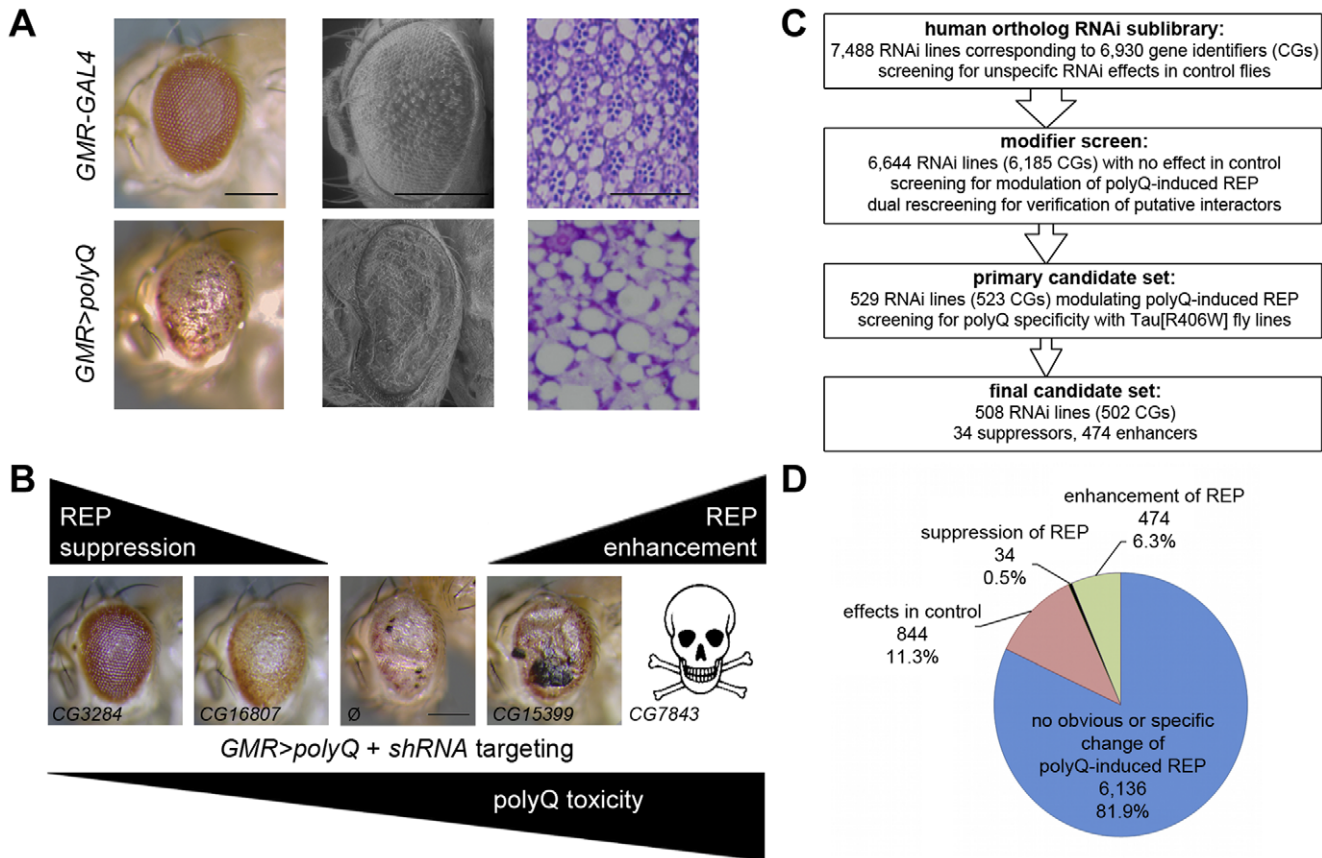 A
GMR-GAL4
GMR>polyQ
B
REP
suppression
REP
enhancement
CG3284
CG16807
Ø
CG15399
CG7843
GMR>polyQ + shRNA targeting
polyQ toxicity
C
human ortholog RNAi sublibrary:
7,488 RNAi lines corresponding to 6,930 gene identifiers (CGs)
screening for unspecifc RNAi effects in control flies
modifier screen:
6,644 RNAi lines (6,185 CGs) with no effect in control
screening for modulation of polyQ-induced REP
dual rescreening for verification of putative interactors
primary candidate set:
529 RNAi lines (523 CGs) modulating polyQ-induced REP
screening for polyQ specificity with Tau[R406W] fly lines
final candidate set:
508 RNAi lines (502 CGs)
34 suppressors, 474 enhancers
D
enhancement of REP
474
6.3%
suppression of REP
34
0.5%
effects in control
844
11.3%
no obvious or specific
change of
polyQ-induced REP
6,136
81.9%